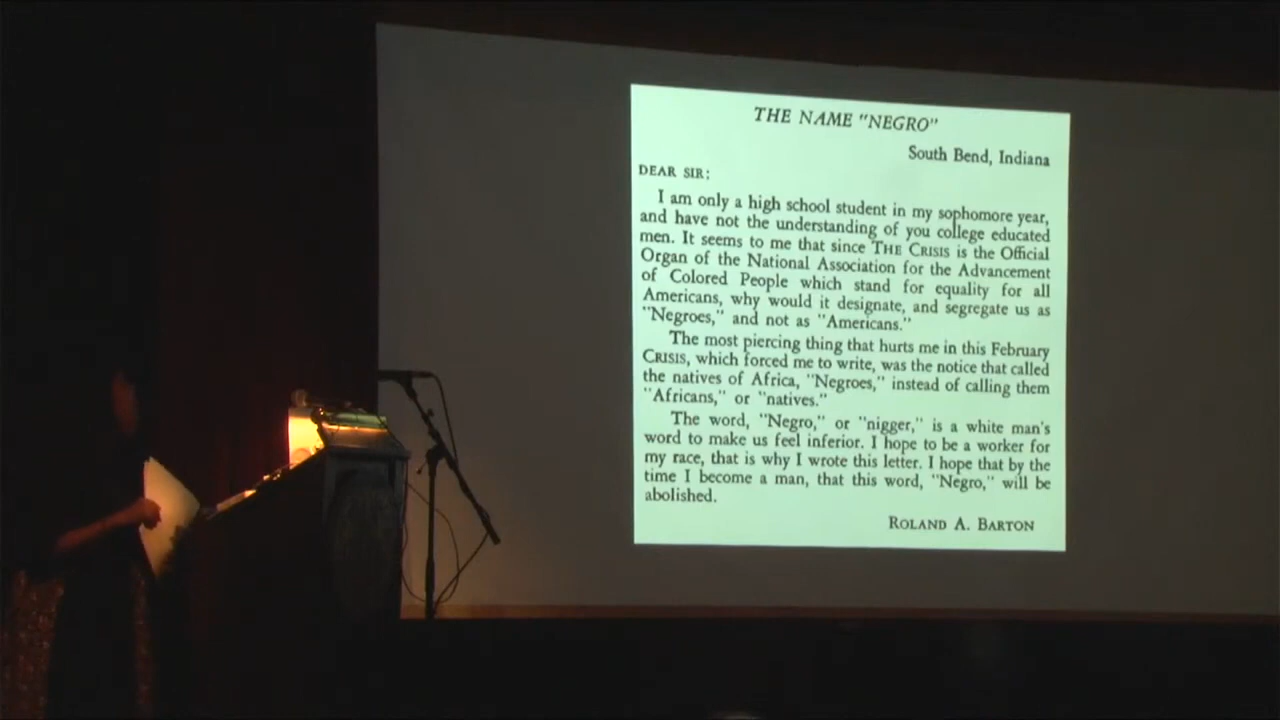 THE NAME "NEGRO"
South Bend, Indiana
DEAR SIR:
I am only a high school student in my sophomore year,
and have not the understanding of you college educated
men. It seems to me that since THE CRISIS is the Official
Organ of the National Association for the Advancement
of Colored People which stand for equality for all
Americans, why would it designate, and segregate us as
"Negroes," and not as "Americans."
The most piercing thing that hurts me in this February
CRISIS, which forced me to write, was the notice that called
the natives of Africa, "Negroes," instead of calling them
"Africans," or "natives."
The word, "Negro," or "nigger," is a white man's
word to make us feel inferior. I hope to be a worker for
my race, that is why I wrote this letter. I hope that by the
time I become a man, that this word, "Negro," will be
abolished.
ROLAND A. BARTON